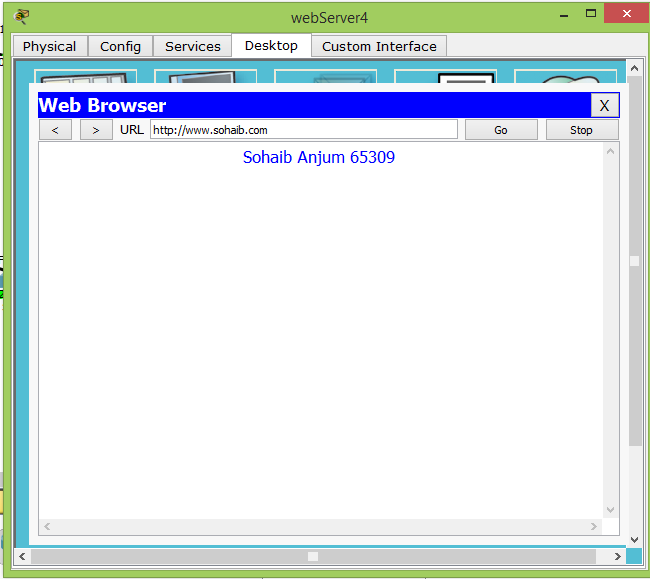 webServer4
Physical Config Services Desktop Custom Interface
Web Browser X
< > URL http://www.sohaib.com Go Stop
Sohaib Anjum 65309